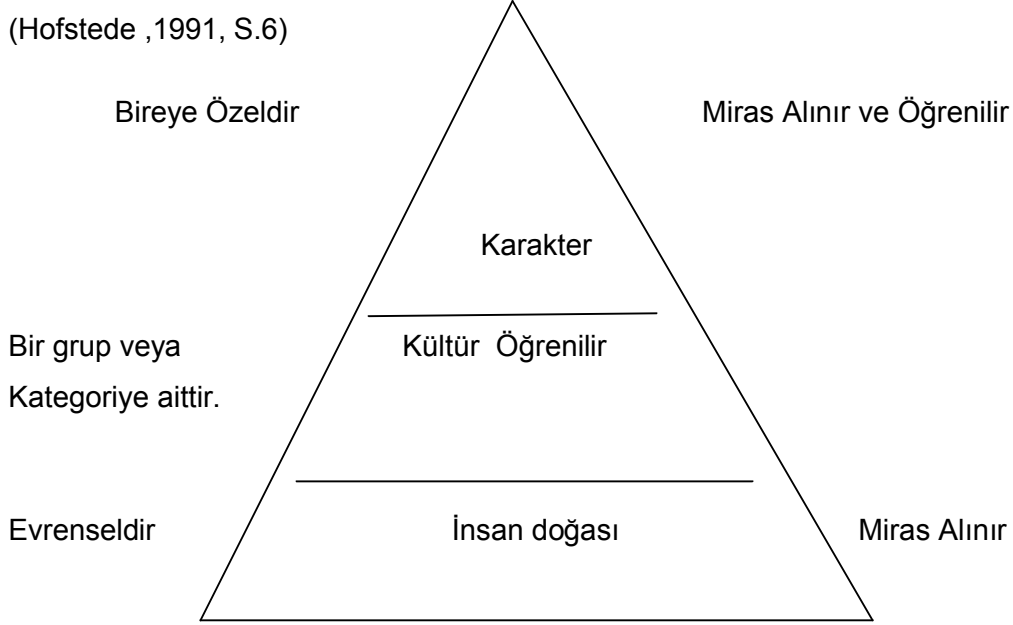 (Hofstede ,1991, S.6)
Bireye Özeldir Miras Alınır ve Öğrenilir
Karakter
Bir grup veya Kültür Öğrenilir
Kategoriye aittir.
Evrenseldir İnsan doğası Miras Alınır